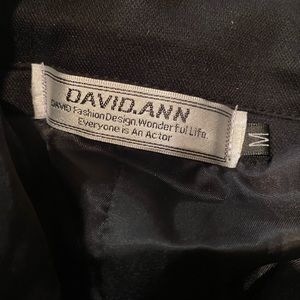 DAVID.ANN
DAVID Fashion Design. Wonderful Life.
Everyone is An Actor
M